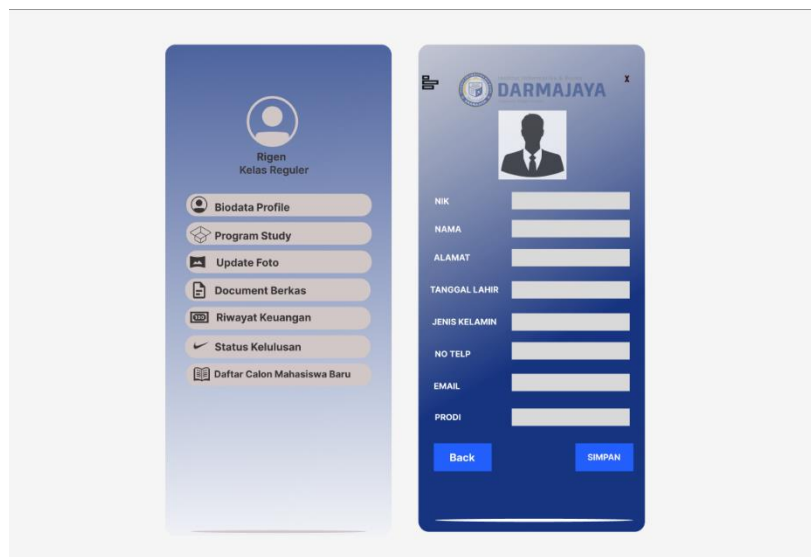 Rigen
Kelas Reguler
Biodata Profile
Program Study
Update Foto
Document Berkas
Riwayat Keuangan
Status Kelulusan
Daftar Calon Mahasiswa Baru
DARMAJAYA
X
NIK
NAMA
ALAMAT
TANGGAL LAHIR
JENIS KELAMIN
NO TELP
EMAIL
PRODI
Back
SIMPAN